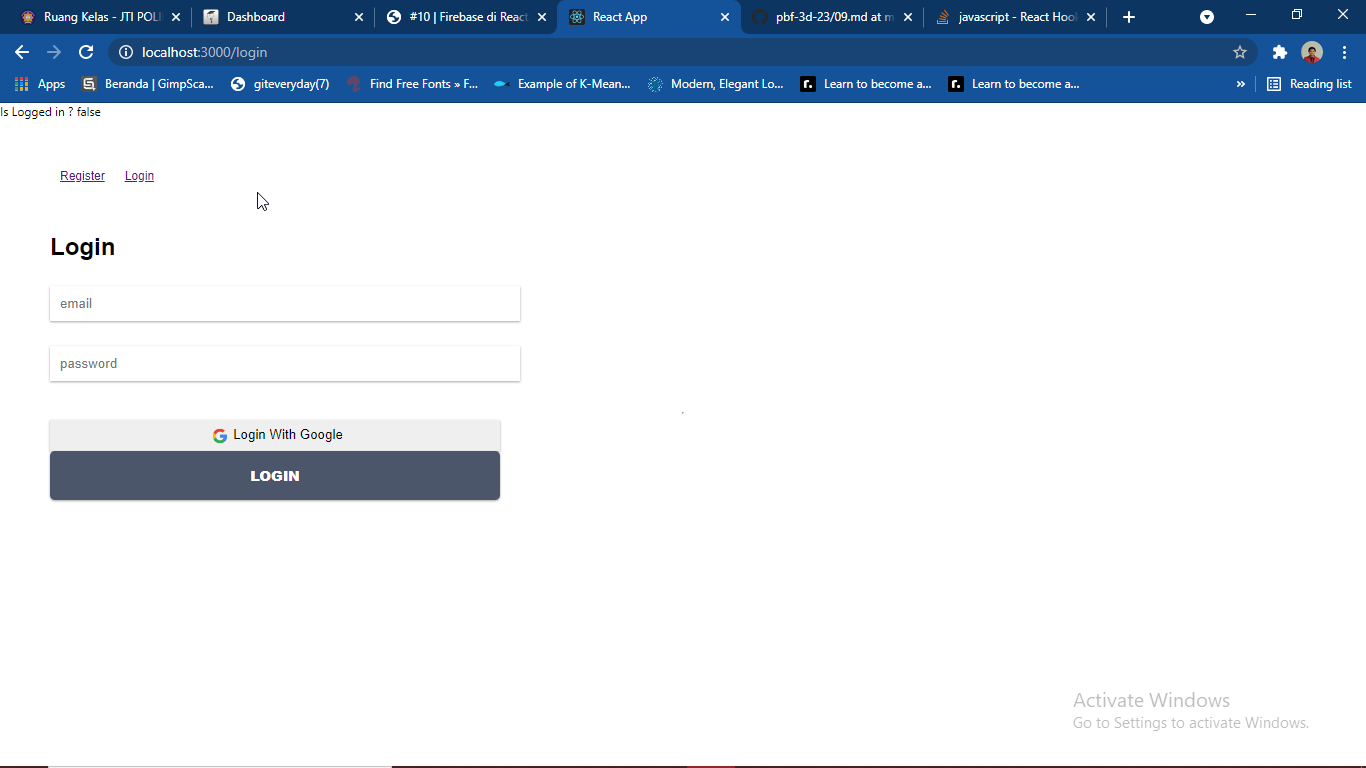 Ruang Kelas - JTI POLI
Dashboard
#10 | Firebase di React
React App
pbf-3d-23/09.md at m
javascript - React Hool
localhost:3000/login
Apps
Beranda | GimpSca...
giteveryday(7)
Find Free Fonts » F...
Example of K-Mean...
Modern, Elegant Lo...
Learn to become a...
Learn to become a...
»
Reading list
Is Logged in ? false
Register Login
Login
email
password
Login With Google
LOGIN
Activate Windows
Go to Settings to activate Windows.